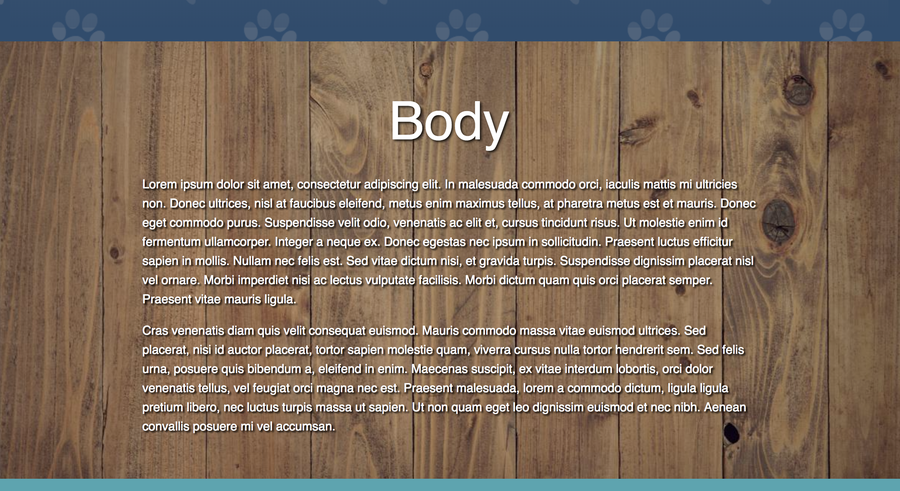 Body
Lorem ipsum dolor sit amet, consectetur adipiscing elit. In malesuada commodo orci, iaculis mattis mi ultricies
non. Donec ultrices, nisl at faucibus eleifend, metus enim maximus tellus, at pharetra metus est et mauris. Donec
eget commodo purus. Suspendisse velit odio, venenatis ac elit et, cursus tincidunt risus. Ut molestie enim id
fermentum ullamcorper. Integer a neque ex. Donec egestas nec ipsum in sollicitudin. Praesent luctus efficitur
sapien in mollis. Nullam nec felis est. Sed vitae dictum nisi, et gravida turpis. Suspendisse dignissim placerat nisl
vel ornare. Morbi imperdiet nisi ac lectus vulputate facilisis. Morbi dictum quam quis orci placerat semper.
Praesent vitae mauris ligula.
Cras venenatis diam quis velit consequat euismod. Mauris commodo massa vitae euismod ultrices. Sed
placerat, nisi id auctor placerat, tortor sapien molestie quam, viverra cursus nulla tortor hendrerit sem. Sed felis
urna, posuere quis bibendum a, eleifend in enim. Maecenas suscipit, ex vitae interdum lobortis, orci dolor
venenatis tellus, vel feugiat orci magna nec est. Praesent malesuada, lorem a commodo dictum, ligula ligula
pretium libero, nec luctus turpis massa ut sapien. Ut non quam eget leo dignissim euismod et nec nibh. Aenean
convallis posuere mi vel accumsan.